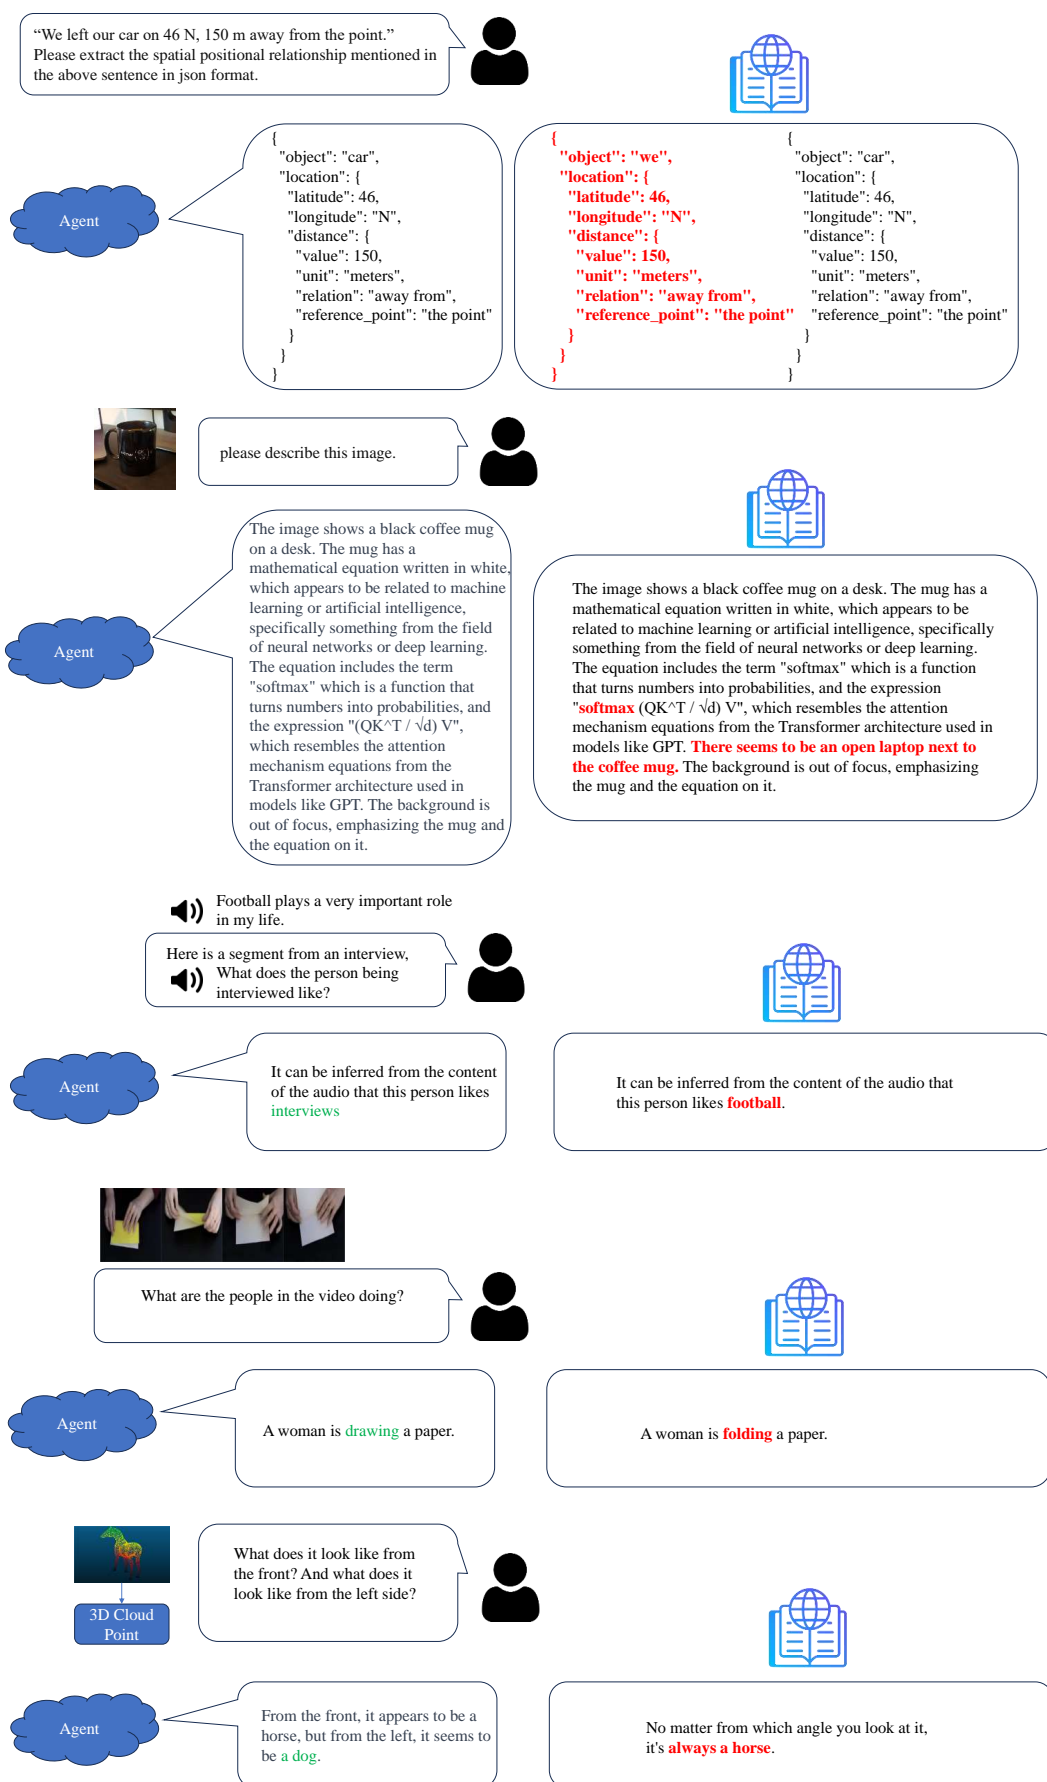 “We left our car on 46 N, 150 m away from the point.”
Please extract the spatial positional relationship mentioned in
the above sentence in json format.
Agent
{
"object": "car",
"location": {
"latitude": 46,
"longitude": "N",
"distance": {
"value": 150,
"unit": "meters",
"relation": "away from",
"reference_point": "the point"
}
}
}
{
"object": "we",
"location": {
"latitude": 46,
"longitude": "N",
"distance": {
"value": 150,
"unit": "meters",
"relation": "away from",
"reference_point": "the point"
}
}
}
{
"object": "car",
"location": {
"latitude": 46,
"longitude": "N",
"distance": {
"value": 150,
"unit": "meters",
"relation": "away from",
"reference_point": "the point"
}
}
}
please describe this image.
Agent
The image shows a black coffee mug
on a desk. The mug has a
mathematical equation written in white,
which appears to be related to machine
learning or artificial intelligence,
specifically something from the field
of neural networks or deep learning.
The equation includes the term
"softmax" which is a function that
turns numbers into probabilities, and
the expression "(QK^T / √d) V",
which resembles the attention
mechanism equations from the
Transformer architecture used in
models like GPT. The background is
out of focus, emphasizing the mug and
the equation on it.
The image shows a black coffee mug on a desk. The mug has a
mathematical equation written in white, which appears to be
related to machine learning or artificial intelligence, specifically
something from the field of neural networks or deep learning.
The equation includes the term "softmax" which is a function
that turns numbers into probabilities, and the expression
"softmax (QK^T / √d) V", which resembles the attention
mechanism equations from the Transformer architecture used in
models like GPT. There seems to be an open laptop next to
the coffee mug. The background is out of focus, emphasizing
the mug and the equation on it.
Football plays a very important role
in my life.
Here is a segment from an interview,
What does the person being
interviewed like?
Agent
It can be inferred from the content
of the audio that this person likes
interviews
It can be inferred from the content of the audio that
this person likes football.
What are the people in the video doing?
Agent
A woman is drawing a paper.
A woman is folding a paper.
3D Cloud
Point
What does it look like from
the front? And what does it
look like from the left side?
Agent
From the front, it appears to be a
horse, but from the left, it seems to
be a dog.
No matter from which angle you look at it,
it's always a horse.